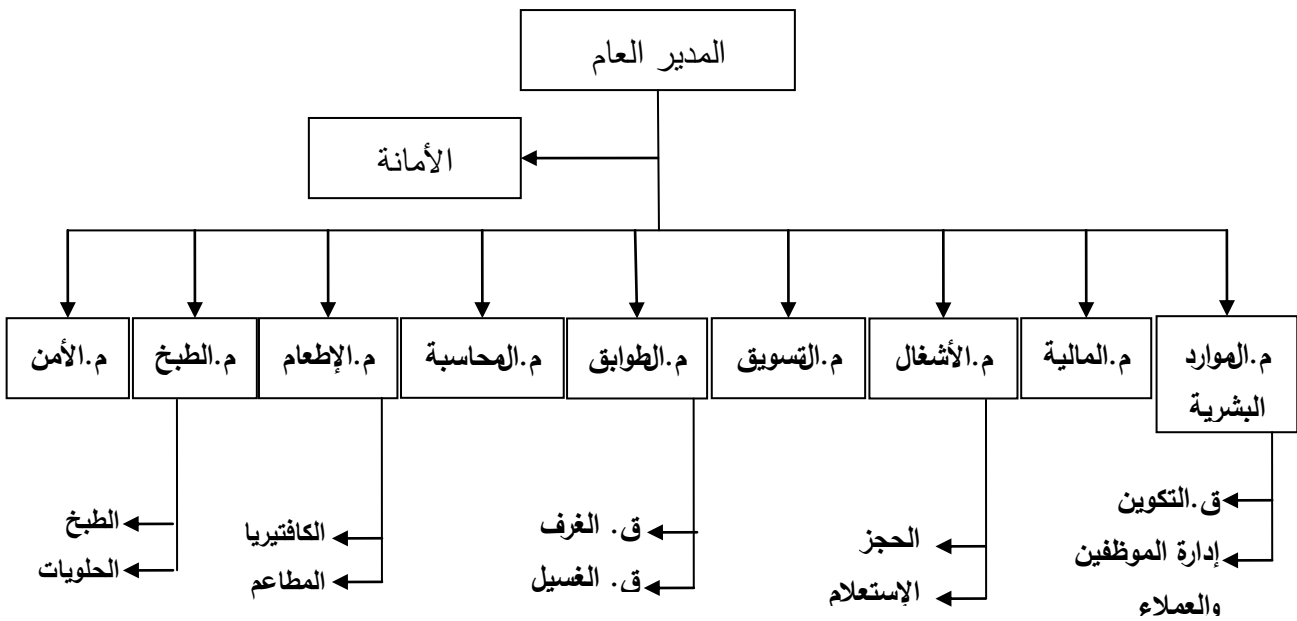 المدير العام
الأمانة
م.الموارد
البشرية
م.المالية
م.الأشغال
م.التسويق
م.الطوابق
م.المحاسبة
م.الإطعام
م.الطبخ
م.الأمن
ق.التكوين
إدارة الموظفين
والعملاء
الحجز
الإستعلام
ق. الغرف
ق. الغسيل
الكافتيريا
المطاعم
الطبخ
الحلويات